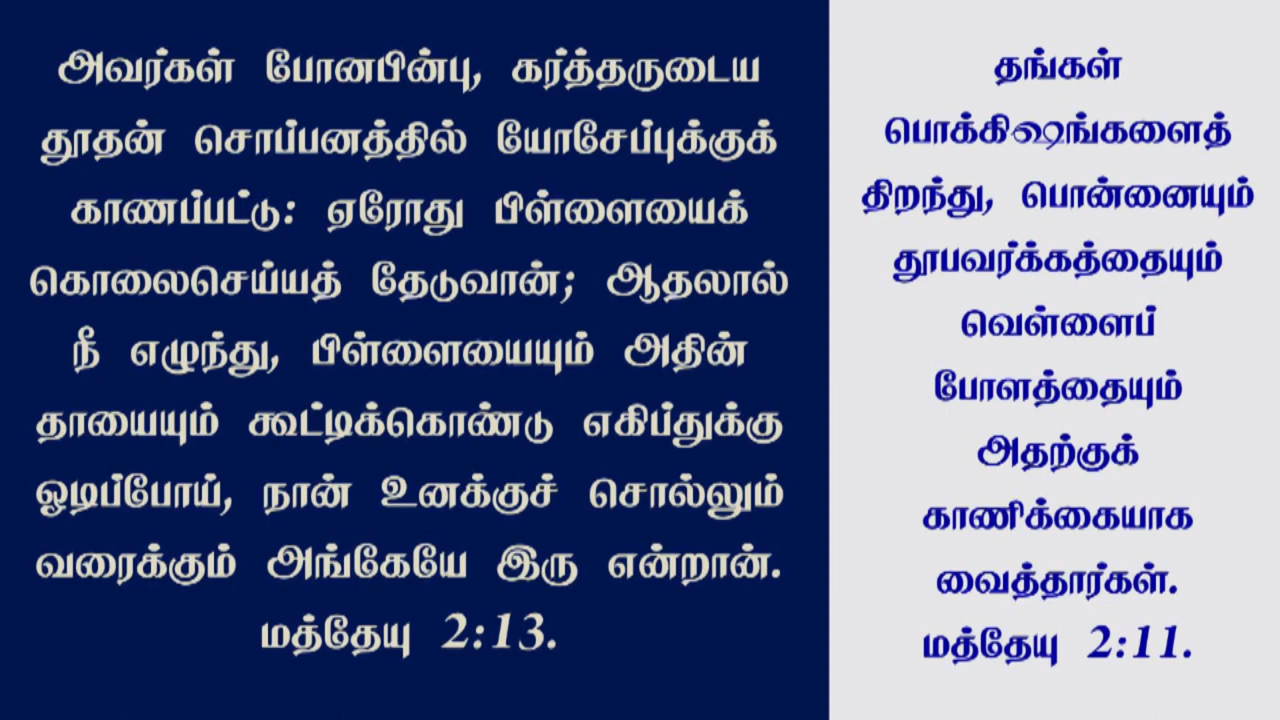 அவர்கள் போனபின்பு, கர்த்தருடைய
தூதன் சொப்பனத்தில் யோசேப்புக்குக்
காணப்பட்டு: ஏரோது பிள்ளையைக்
கொலைசெய்யத் தேடுவான்; ஆதலால்
நீ எழுந்து, பிள்ளையையும் அதின்
தாயையும் கூட்டிக்கொண்டு எகிப்துக்கு
ஓடிப்போய், நான் உனக்குச் சொல்லும்
வரைக்கும் அங்கேயே இரு என்றான்.
மத்தேயு 2:13.
தங்கள்
பொக்கிஷங்களைத்
திறந்து, பொன்னையும்
தூபவர்க்கத்தையும்
வெள்ளைப்
போளத்தையும்
அதற்குக்
காணிக்கையாக
வைத்தார்கள்.
மத்தேயு 2:11.